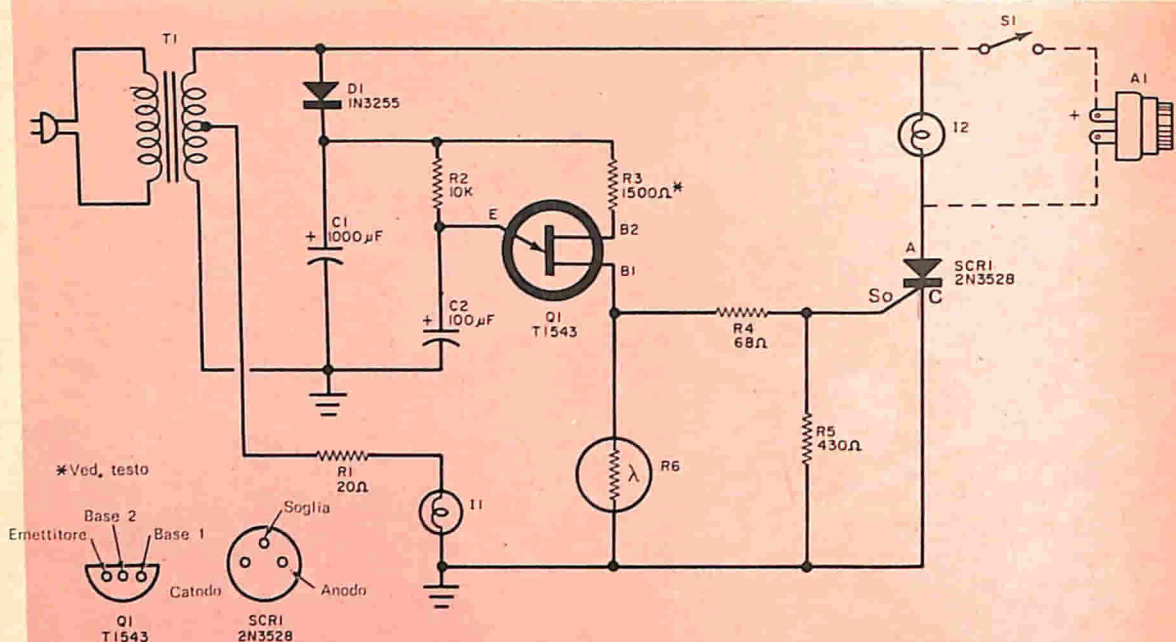 T1
S1
D1
1N3255
A1
+
I2
R2
10K
R3
1500Ω*
E
B2
C1
+ 1000µF
B1
A
SCR1
2N3528
So
C
+
C2
100µF
Q1
T1543
R4
68Ω
R5
430Ω
λ
R6
R1
20Ω
I1
*Ved. testo
Base 2
Emettitore
Base 1
Q1
T1543
Soglia
Catodo
Anodo
SCR1
2N3528